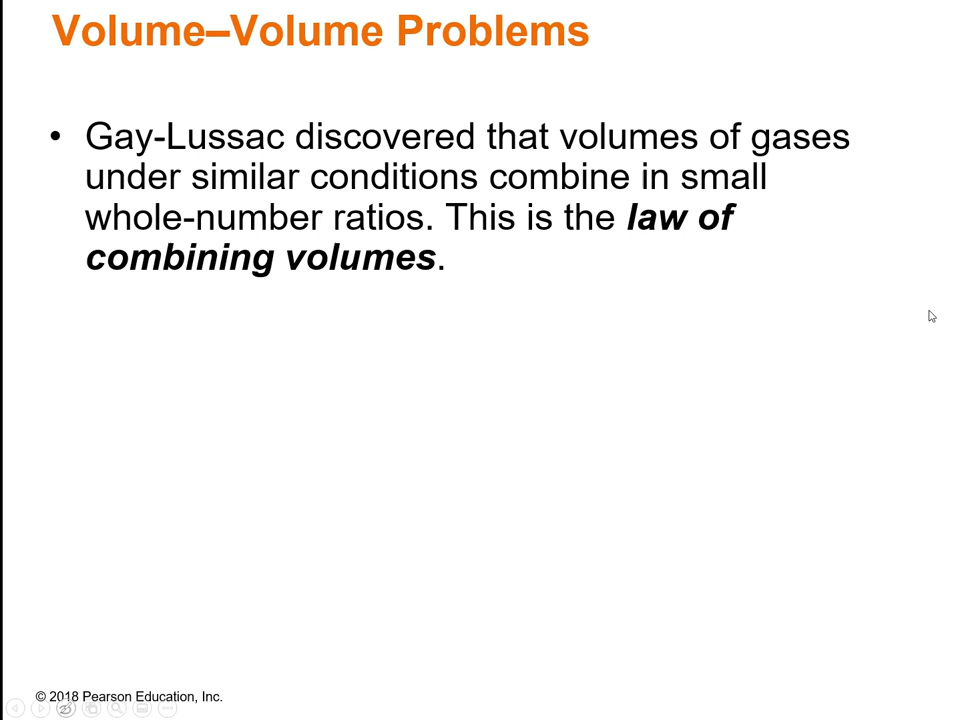 Volume–Volume Problems
• Gay-Lussac discovered that volumes of gases
under similar conditions combine in small
whole-number ratios. This is the law of
combining volumes.
© 2018 Pearson Education, Inc.